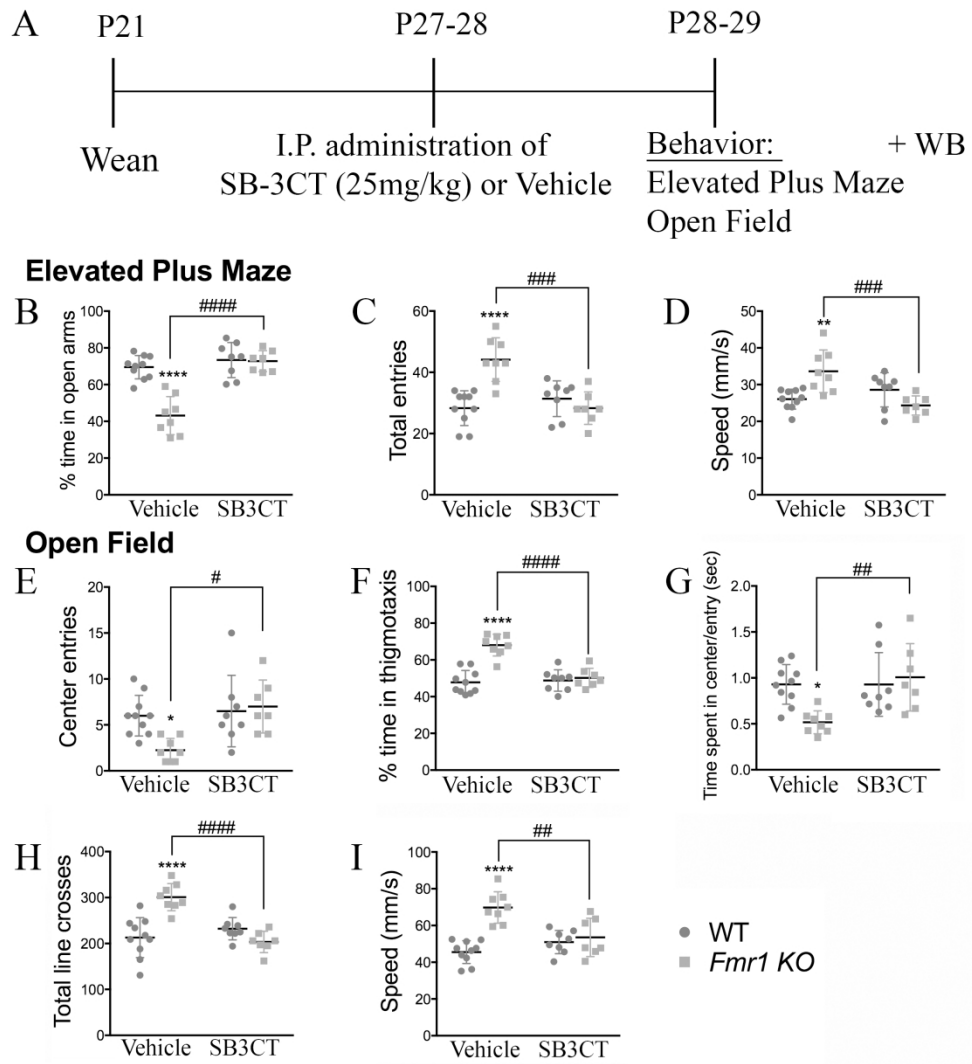 A
P21
P27-28
P28-29
Wean
I.P. administration of
SB-3CT (25mg/kg) or Vehicle
Behavior:
+ WB
Elevated Plus Maze
Open Field
Elevated Plus Maze
B
% time in open arms
100
80
60
40
20
0
****
####
Vehicle
SB3CT
C
Total entries
60
40
20
0
****
###
Vehicle
SB3CT
D
Speed (mm/s)
50
40
30
20
10
0
**
###
Vehicle
SB3CT
Open Field
E
Center entries
20
15
10
5
0
*
#
Vehicle
SB3CT
F
% time in thigmotaxis
100
80
60
40
20
0
****
####
Vehicle
SB3CT
G
Time spent in center/entry (sec)
2.0
1.5
1.0
0.5
0.0
*
##
Vehicle
SB3CT
H
Total line crosses
400
300
200
100
0
****
####
Vehicle
SB3CT
I
Speed (mm/s)
100
80
60
40
20
0
****
##
Vehicle
SB3CT
WT
Fmr1 KO